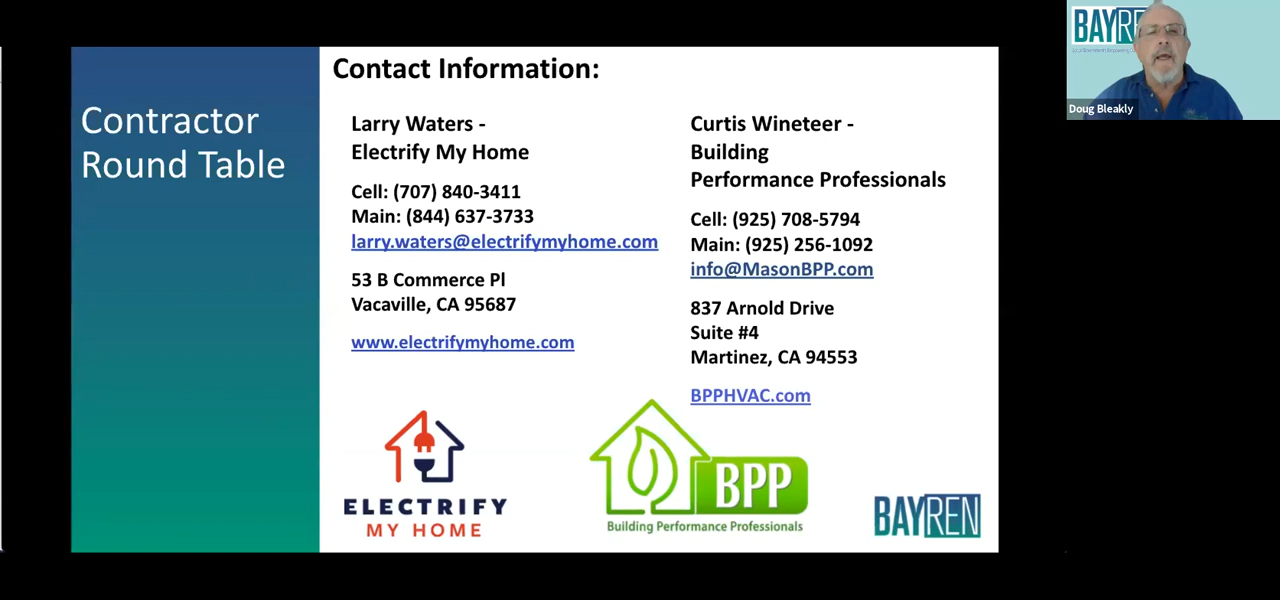 Contractor
Round Table
Contact Information:
Larry Waters -
Electrify My Home
Cell: (707) 840-3411
Main: (844) 637-3733
larry.waters@electrifymyhome.com
53 B Commerce Pl
Vacaville, CA 95687
www.electrifymyhome.com
Curtis Wineteer -
Building
Performance Professionals
Cell: (925) 708-5794
Main: (925) 256-1092
info@MasonBPP.com
837 Arnold Drive
Suite #4
Martinez, CA 94553
BPPHVAC.com
ELECTRIFY
MY HOME
BPP
Building Performance Professionals
BAYREN
BAYRE
Doug Bleakly